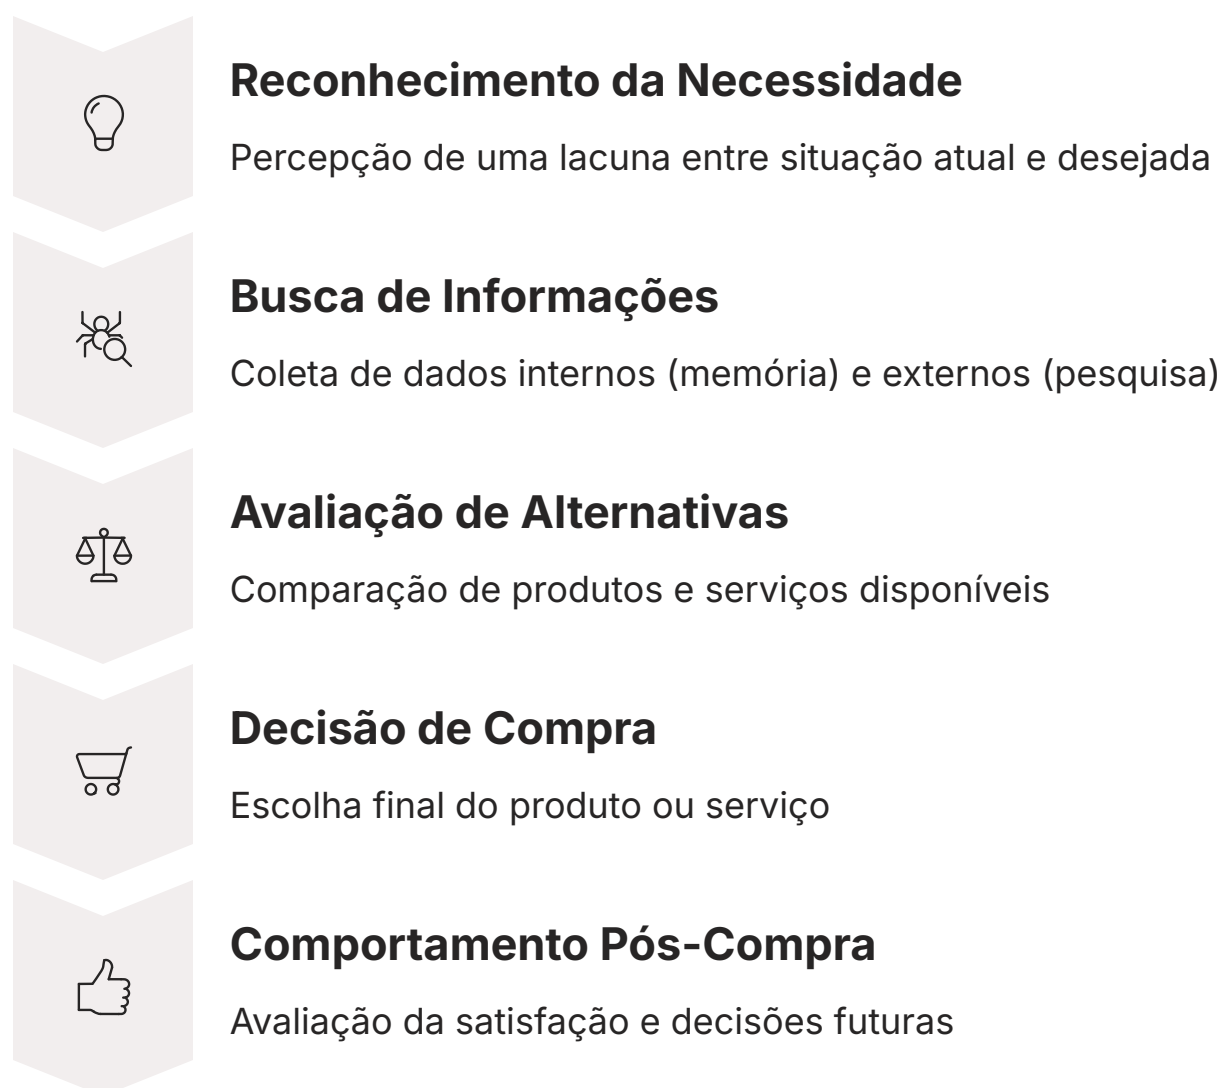 Reconhecimento da Necessidade
Percepção de uma lacuna entre situação atual e desejada
Busca de Informações
Coleta de dados internos (memória) e externos (pesquisa)
Avaliação de Alternativas
Comparação de produtos e serviços disponíveis
Decisão de Compra
Escolha final do produto ou serviço
Comportamento Pós-Compra
Avaliação da satisfação e decisões futuras